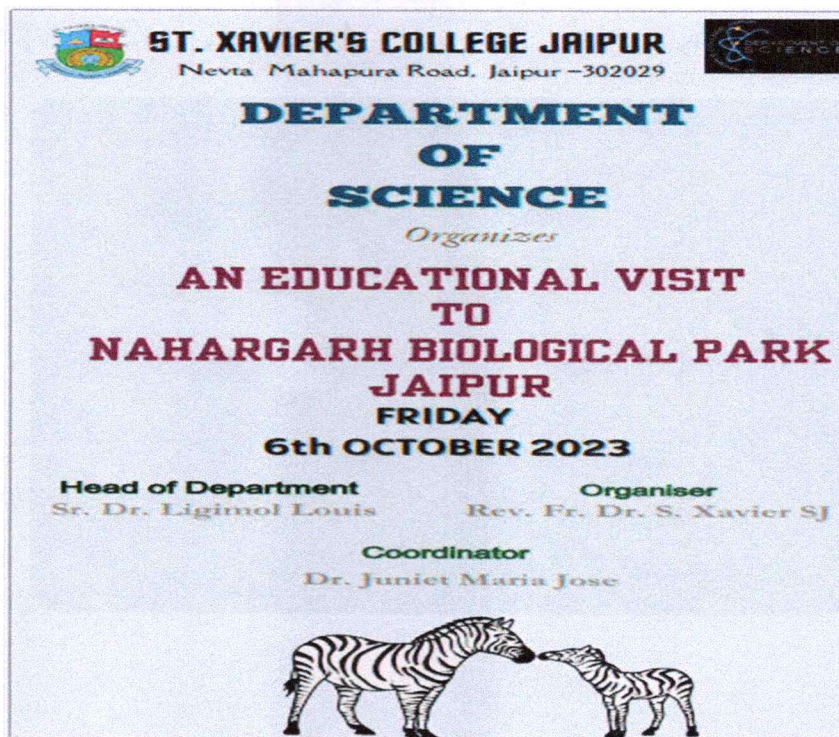 ST. XAVIER'S COLLEGE JAIPUR
Nevta Mahapura Road, Jaipur -302029
DEPARTMENT
SCIENCE
DEPARTMENT
OF
SCIENCE
Organizes
AN EDUCATIONAL VISIT
TO
NAHARGARH BIOLOGICAL PARK
JAIPUR
FRIDAY
6th OCTOBER 2023
Head of Department
Sr. Dr. Ligimol Louis
Organiser
Rev. Fr. Dr. S. Xavier SJ
Coordinator
Dr. Juniet Maria Jose